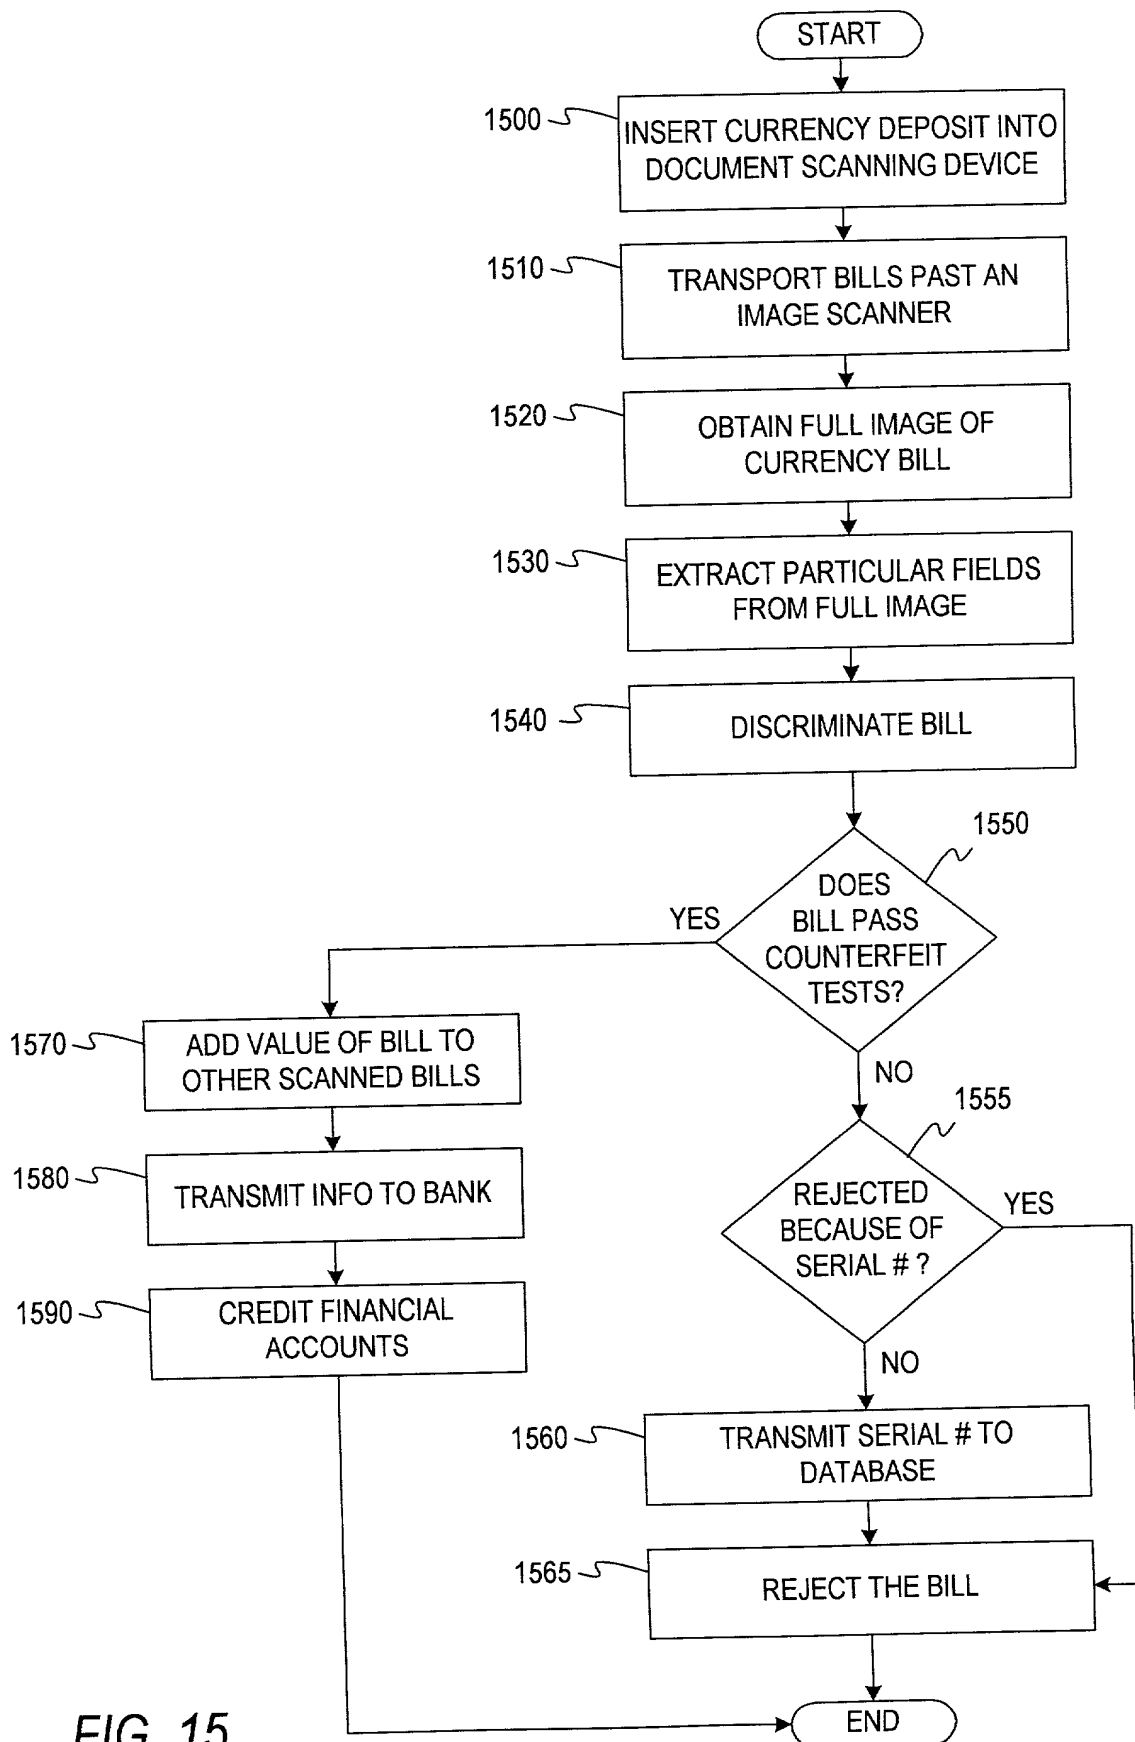 START
1500
INSERT CURRENCY DEPOSIT INTO
DOCUMENT SCANNING DEVICE
1510
TRANSPORT BILLS PAST AN
IMAGE SCANNER
1520
OBTAIN FULL IMAGE OF
CURRENCY BILL
1530
EXTRACT PARTICULAR FIELDS
FROM FULL IMAGE
1540
DISCRIMINATE BILL
1550
DOES
BILL PASS
COUNTERFEIT
TESTS?
YES
NO
1570
ADD VALUE OF BILL TO
OTHER SCANNED BILLS
1580
TRANSMIT INFO TO BANK
1590
CREDIT FINANCIAL
ACCOUNTS
1555
REJECTED
BECAUSE OF
SERIAL # ?
YES
NO
1560
TRANSMIT SERIAL # TO
DATABASE
1565
REJECT THE BILL
END
FIG. 15